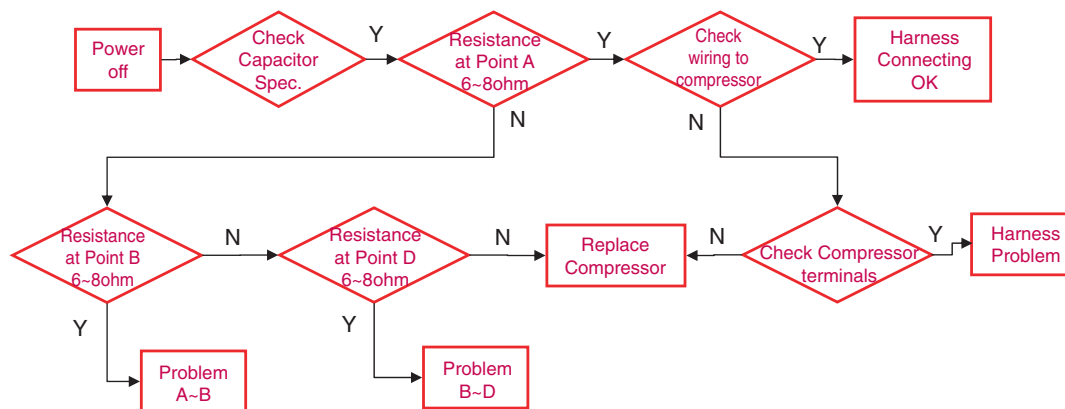 Power
off
Check
Capacitor
Spec.
Y
Resistance
at Point A
6~8ohm
Y
Check
wiring to
compressor
Y
Harness
Connecting
OK
N
N
Resistance
at Point B
6~8ohm
N
Resistance
at Point D
6~8ohm
N
Replace
Compressor
N
Check Compressor
terminals
Y
Harness
Problem
Y
Y
Problem
A~B
Problem
B~D